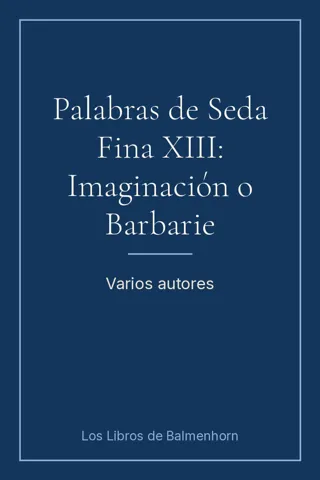 Palabras de Seda
Fina XIII:
Imaginación o
Barbarie
Varios autores
Los Libros de Balmenhorn